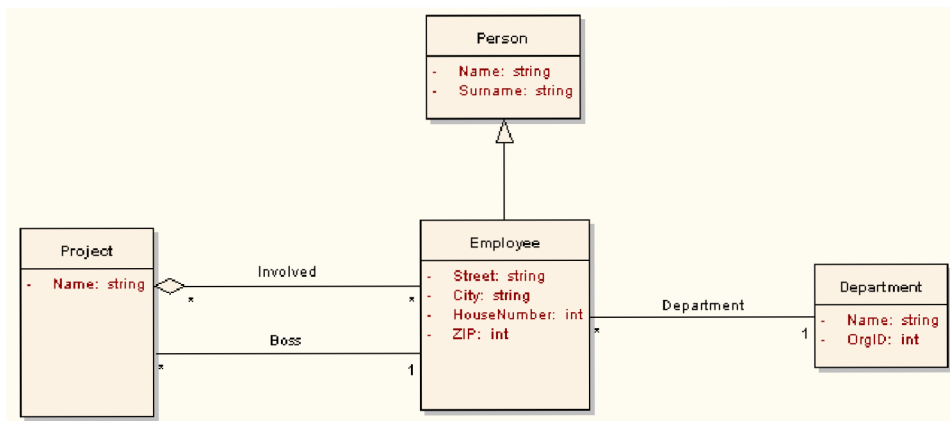 Person
- Name: string
- Surname: string
Project
- Name: string
Involved
*
*
Boss
*
1
Employee
- Street: string
- City: string
- HouseNumber: int
- ZIP: int
Department
*
1
Department
- Name: string
- OrgID: int